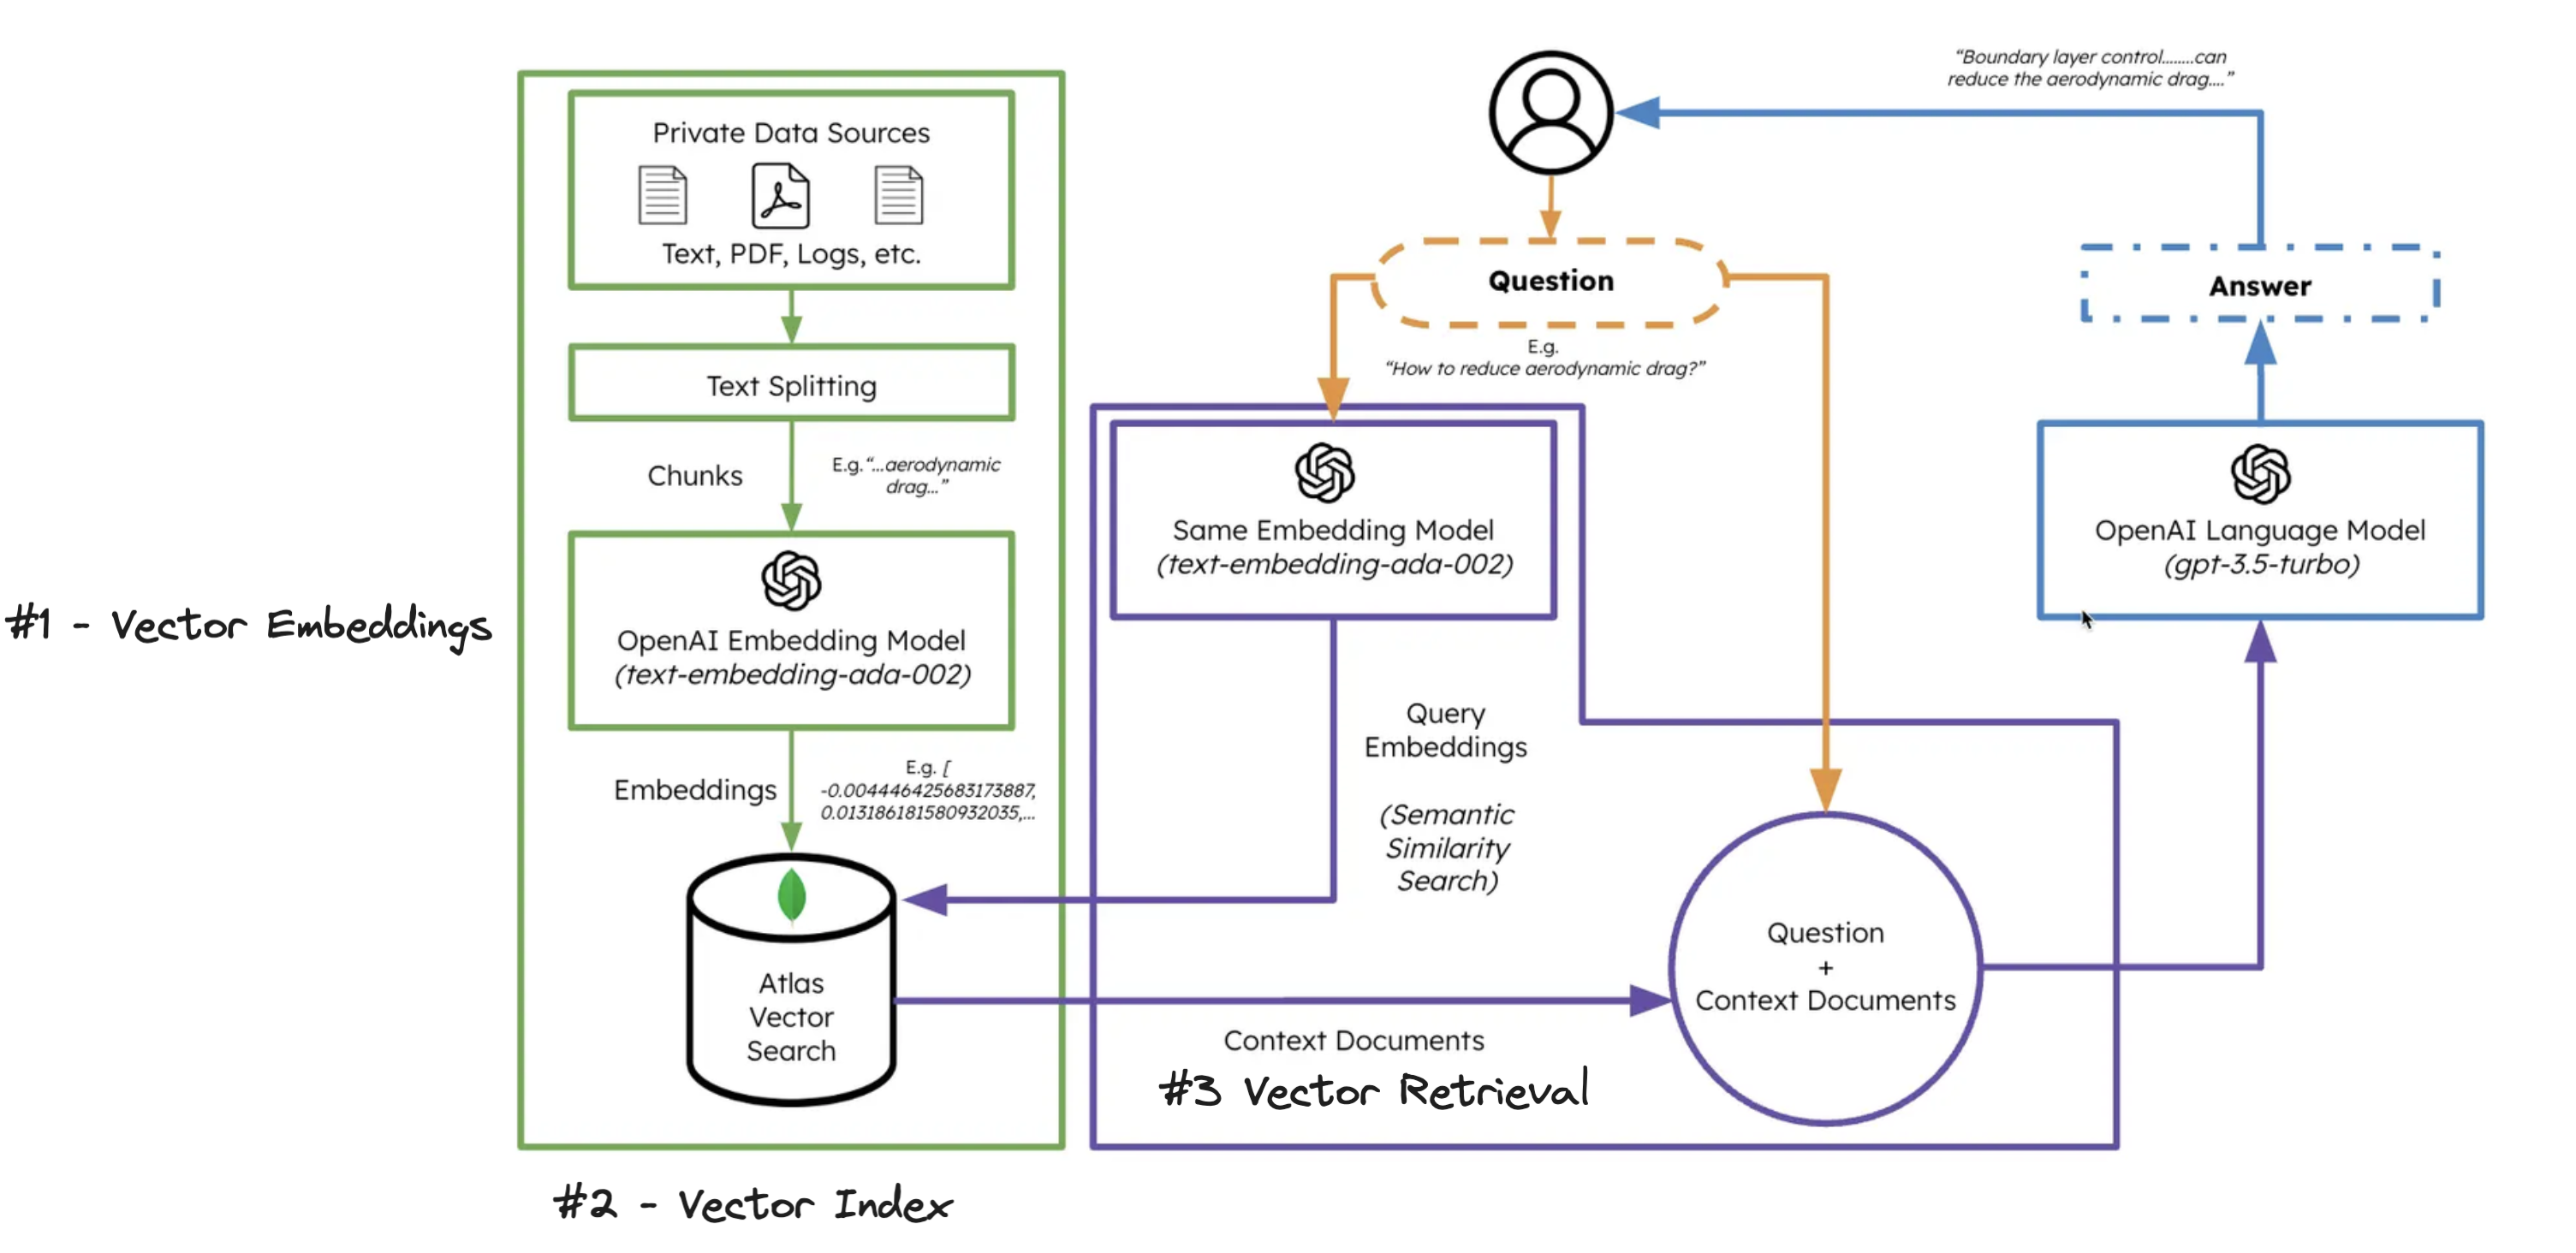 Private Data Sources
Text, PDF, Logs, etc.
Text Splitting
Chunks
E.g.“...aerodynamic
drag...”
OpenAI Embedding Model
(text-embedding-ada-002)
Embeddings
E.g. [
-0.004446425683173887,
0.013186181580932035,...
Atlas
Vector
Search
#1 - Vector Embeddings
#2 - Vector Index
Question
E.g.
“How to reduce aerodynamic drag?”
Same Embedding Model
(text-embedding-ada-002)
Query
Embeddings
(Semantic
Similarity
Search)
Context Documents
#3 Vector Retrieval
Question
+
Context Documents
OpenAI Language Model
(gpt-3.5-turbo)
Answer
“Boundary layer control........can
reduce the aerodynamic drag....”